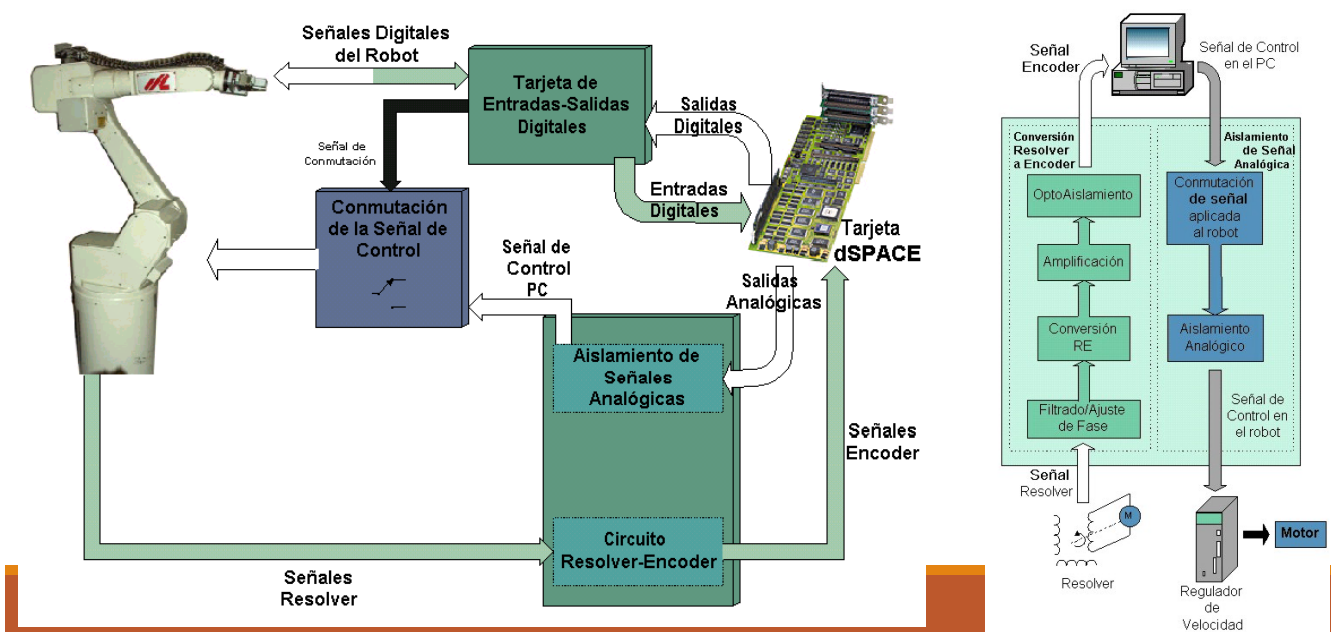 Señales Digitales
del Robot
Tarjeta de
Entradas-Salidas
Digitales
Salidas
Digitales
Señal de
Conmutación
Entradas
Digitales
Conmutación
de la Señal de
Control
Señal de
Control
PC
Tarjeta
dSPACE
Salidas
Analógicas
Aislamiento de
Señales
Analógicas
Señales
Encoder
Circuito
Resolver-Encoder
Señales
Resolver
Señal
Encoder
Señal de Control
en el PC
Conversión
Resolver
a Encoder
Aislamiento
de Señal
Analógica
OptoAislamiento
Conmutación
de señal
aplicada
al robot
Amplificación
Conversión
RE
Aislamiento
Analógico
Filtrado/Ajuste
de Fase
Señal de
Control en
el robot
Señal
Resolver
M
Motor
Resolver
Regulador
de
Velocidad